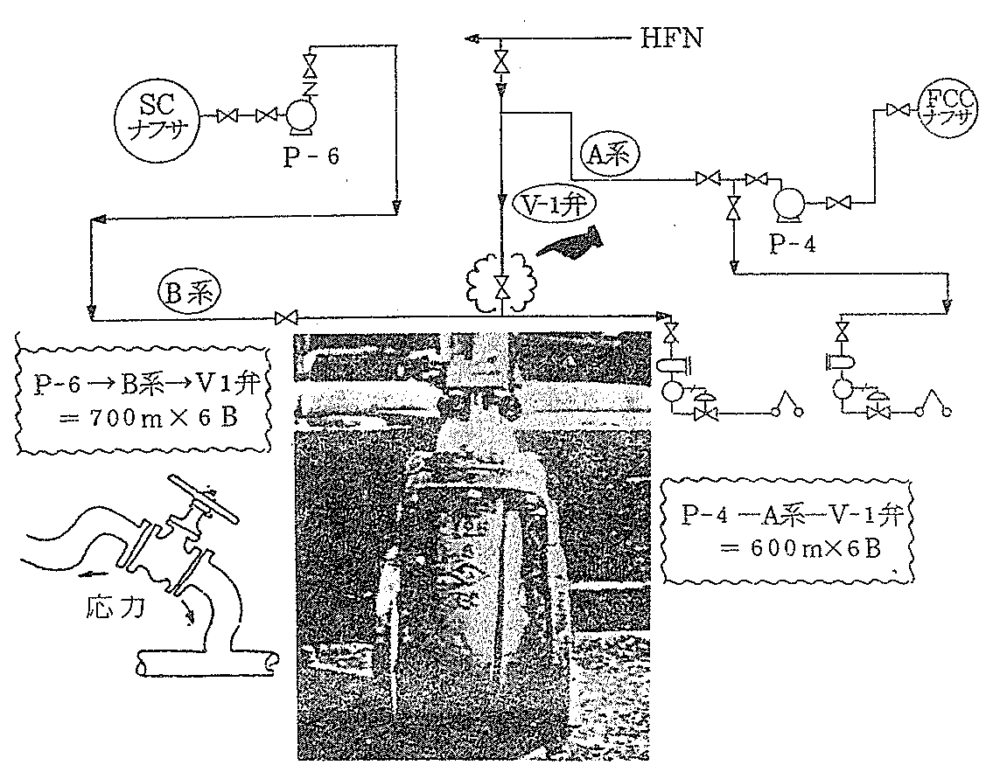 HFN
SC
ナフサ
P-6
FCC
ナフサ
A系
V-1弁
P-4
B系
P-6→B系→V1弁
=700m×6B
P-4—A系—V-1弁
=600m×6B
応力